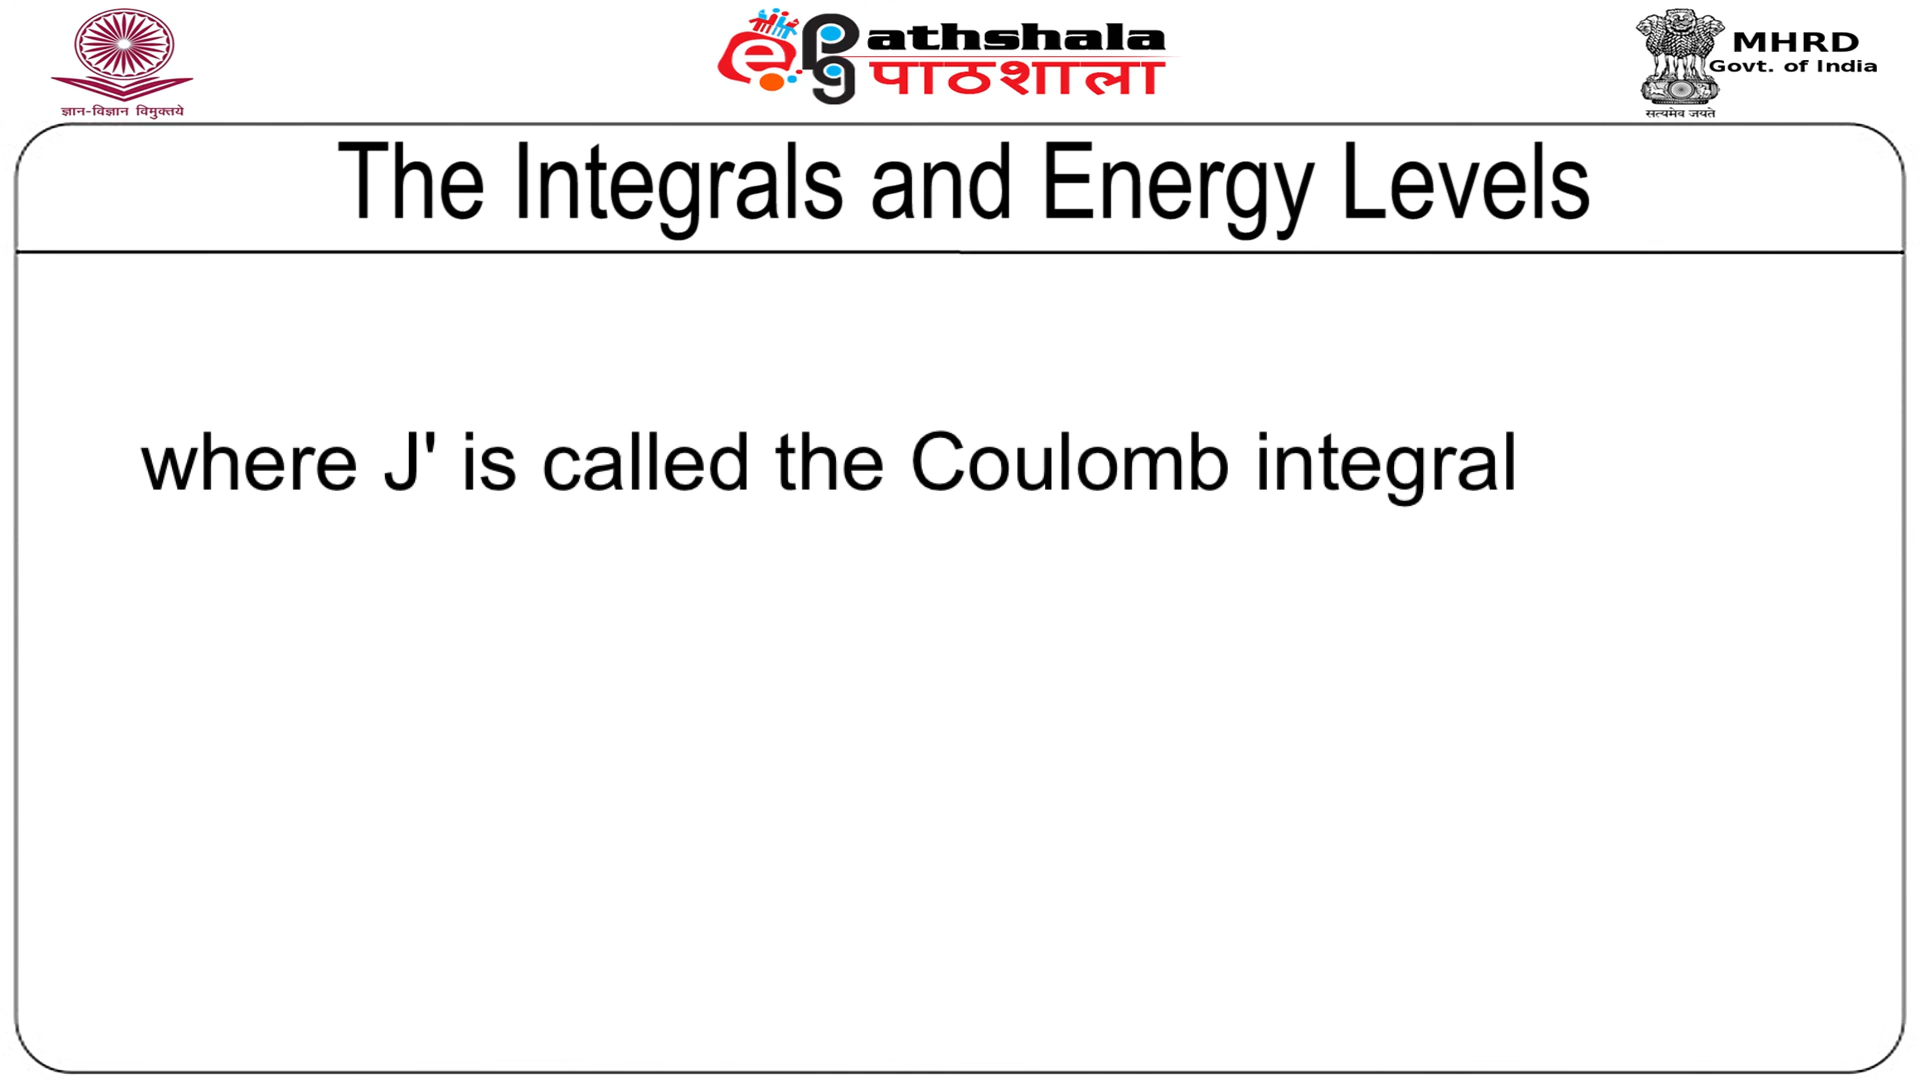 ज्ञान-विज्ञान विमुक्तये
epgathshala
पाठशाला
MHRD
Govt. of India
सत्यमेव जयते
The Integrals and Energy Levels
where J' is called the Coulomb integral